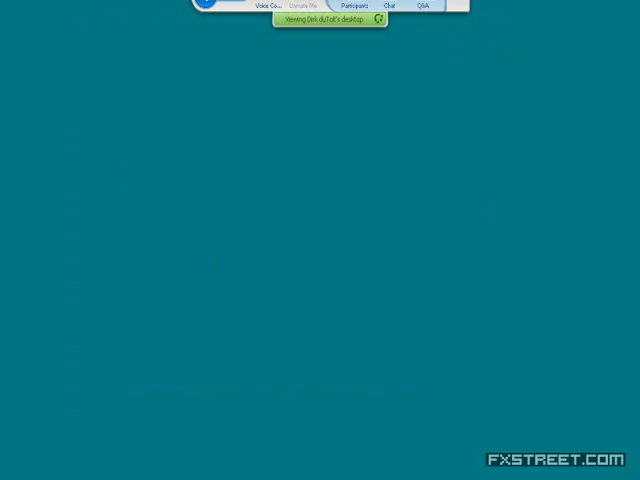 Voice Co... Unmute Me Participants Chat Q&A
Viewing Dirk duToit's desktop
FXSTREET.COM